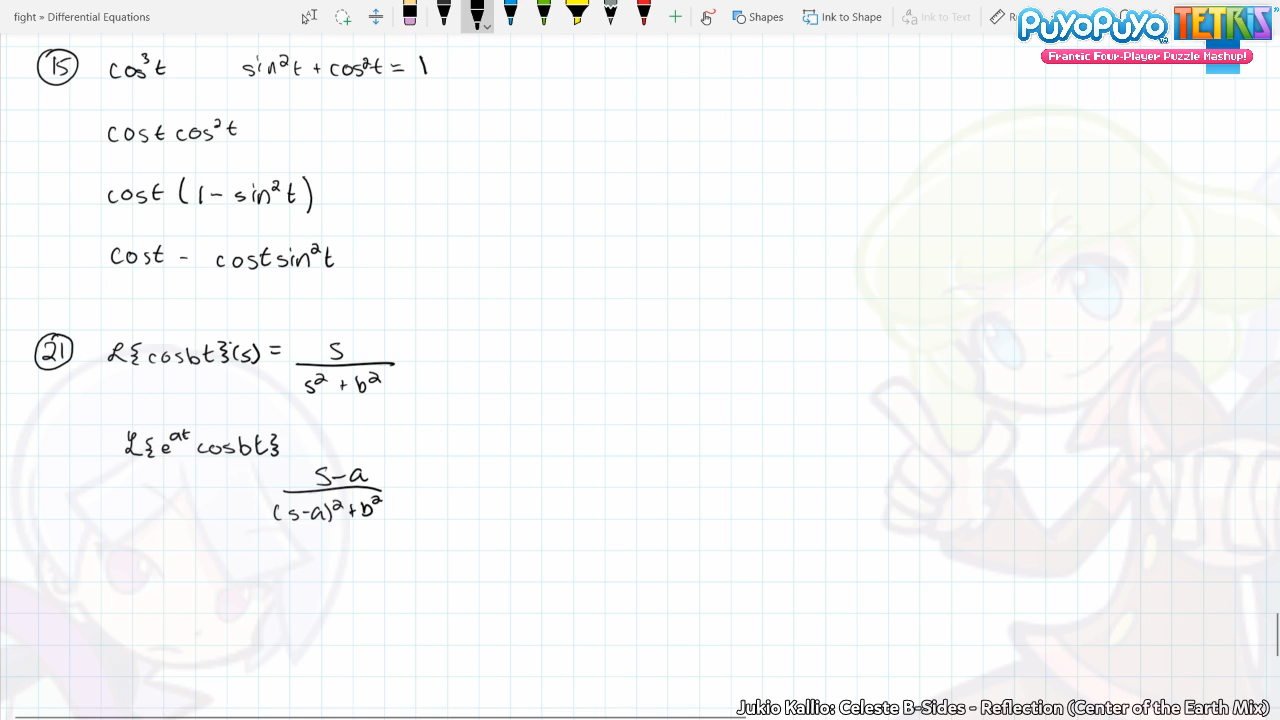 fight » Differential Equations
Shapes
Ink to Shape
Ink to Text
PUYOPUYO TETRIS
Frantic Four-Player Puzzle Mashup!
15 cos³t sin²t + cos²t = 1
cost cos²t
cost (1 - sin²t)
cost - costsin²t
21 ℒ{cosbt}(s) = s
s² + b²
ℒ{e^at cosbt}
s-a
(s-a)² + b²
Jukio Kallio: Celeste B-Sides - Reflection (Center of the Earth Mix)